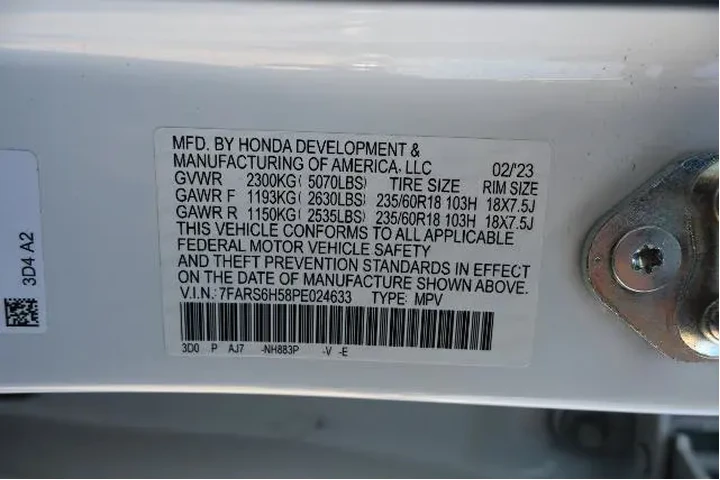 MFD. BY HONDA DEVELOPMENT &
MANUFACTURING OF AMERICA, LLC 02/'23
GVWR 2300KG(5070LBS) TIRE SIZE RIM SIZE
GAWR F 1193KG(2630LBS) 235/60R18 103H 18X7.5J
GAWR R 1150KG(2535LBS) 235/60R18 103H 18X7.5J
THIS VEHICLE CONFORMS TO ALL APPLICABLE
FEDERAL MOTOR VEHICLE SAFETY
AND THEFT PREVENTION STANDARDS IN EFFECT
ON THE DATE OF MANUFACTURE SHOWN ABOVE.
V.I.N.: 7FARS6H58PE024633 TYPE: MPV
3D0 P AJ7 -NH883P -V -E
3D4 A2